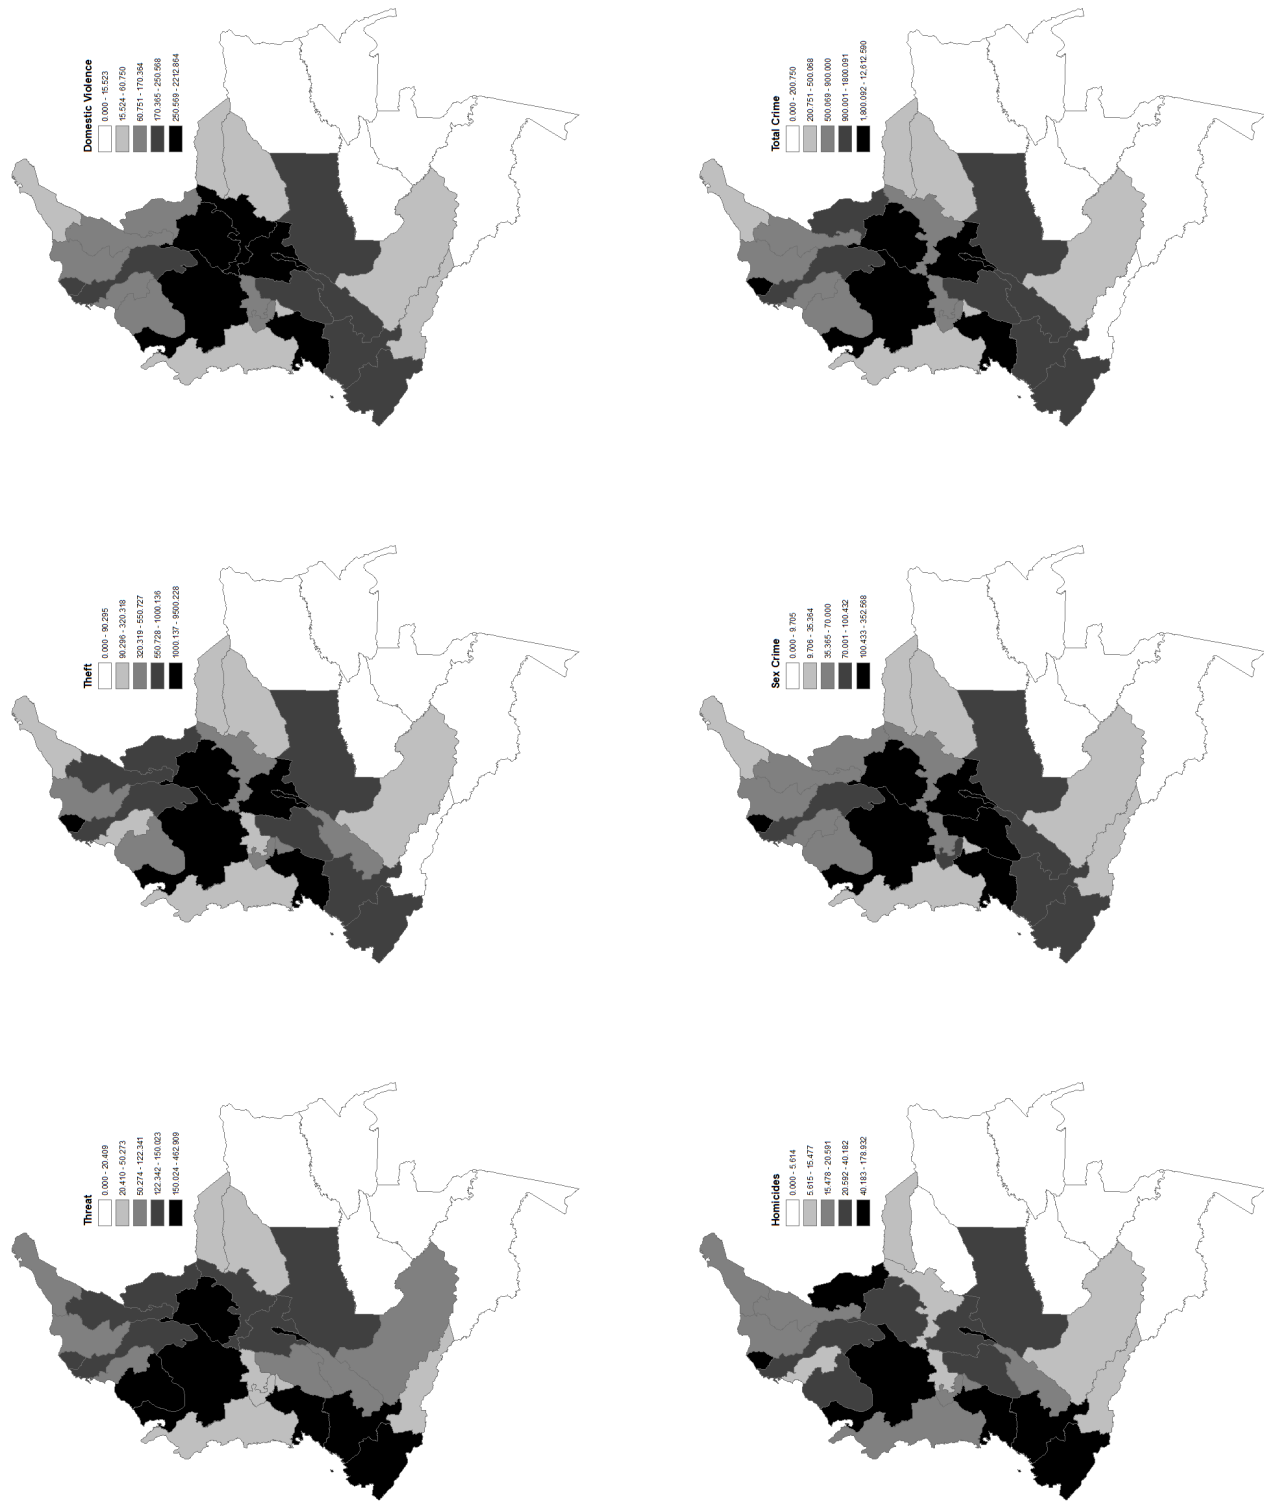 Domestic Violence
0.000 - 15.523
15.524 - 60.750
60.751 - 170.364
170.365 - 250.568
250.569 - 2212.864
Total Crime
0.000 - 200.750
200.751 - 500.068
500.069 - 900.000
900.001 - 1800.091
1,800.092 - 12,612.590
Theft
0.000 - 90.295
90.296 - 320.318
320.319 - 550.727
550.728 - 1000.136
1000.137 - 9500.228
Sex Crime
0.000 - 9.705
9.706 - 35.364
35.365 - 70.000
70.001 - 100.432
100.433 - 352.568
Threat
0.000 - 20.409
20.410 - 50.273
50.274 - 122.341
122.342 - 150.023
150.024 - 462.909
Homicides
0.000 - 5.614
5.615 - 15.477
15.478 - 20.591
20.592 - 40.182
40.183 - 178.932